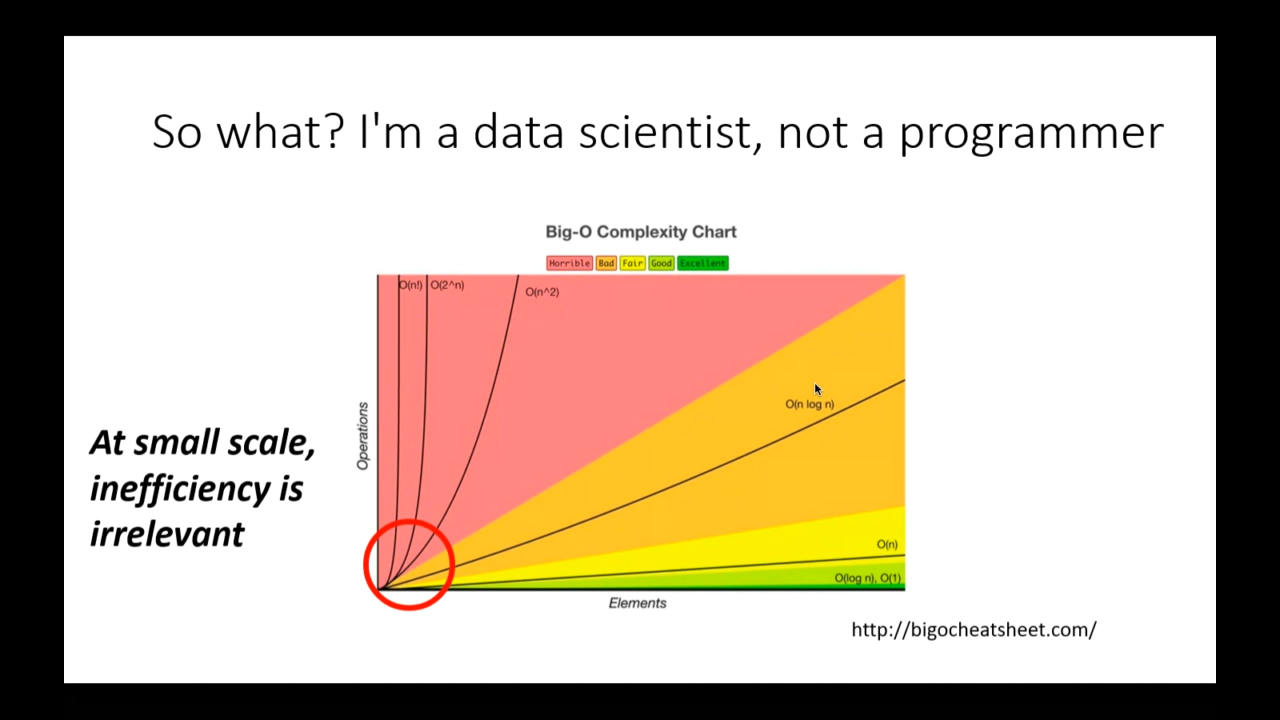 So what? I'm a data scientist, not a programmer
Big-O Complexity Chart
Horrible Bad Fair Good Excellent
O(n!) O(2^n)
O(n^2)
O(n log n)
Operations
At small scale,
inefficiency is
irrelevant
O(n)
O(log n), O(1)
Elements
http://bigocheatsheet.com/